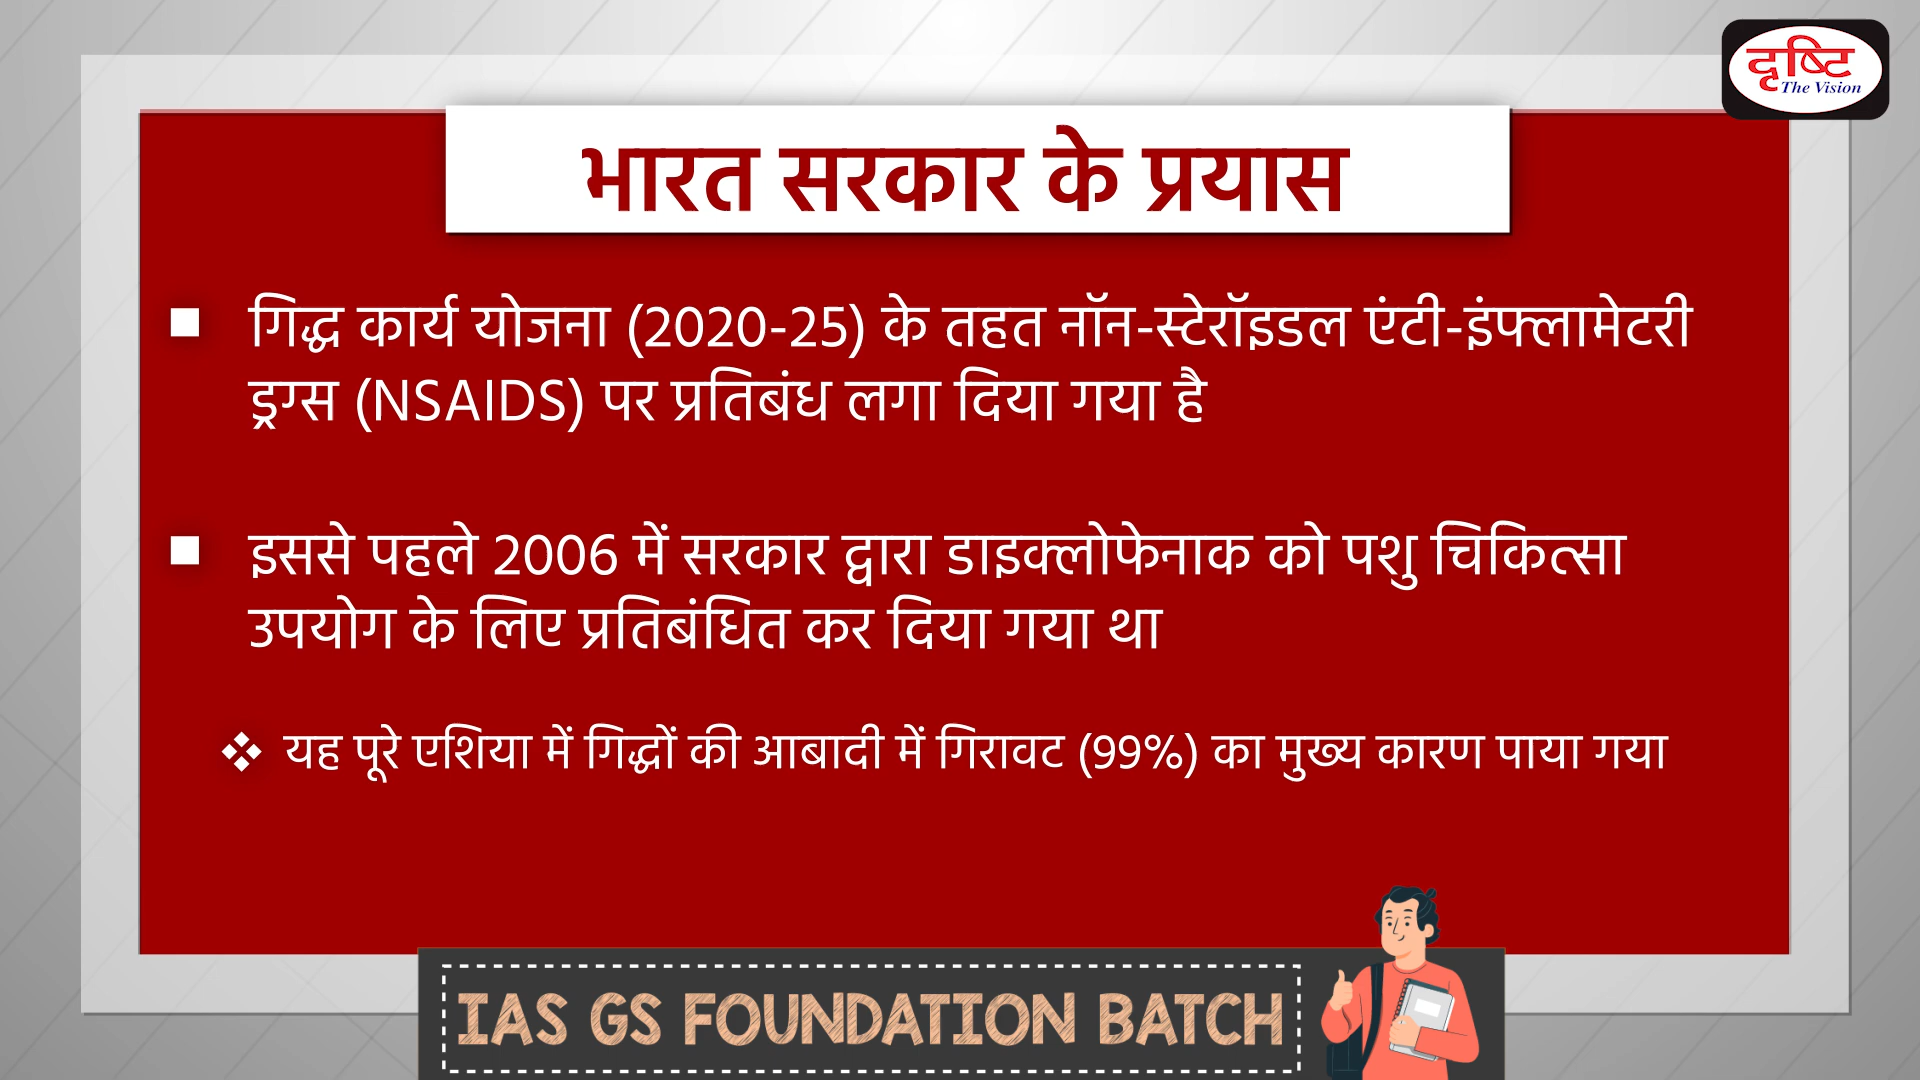 दृष्टि
The Vision
भारत सरकार के प्रयास
■ गिद्ध कार्य योजना (2020-25) के तहत नॉन-स्टेरॉइडल एंटी-इंफ्लामेटरी
ड्रग्स (NSAIDS) पर प्रतिबंध लगा दिया गया है
■ इससे पहले 2006 में सरकार द्वारा डाइक्लोफेनाक को पशु चिकित्सा
उपयोग के लिए प्रतिबंधित कर दिया गया था
❖ यह पूरे एशिया में गिद्धों की आबादी में गिरावट (99%) का मुख्य कारण पाया गया
IAS GS FOUNDATION BATCH